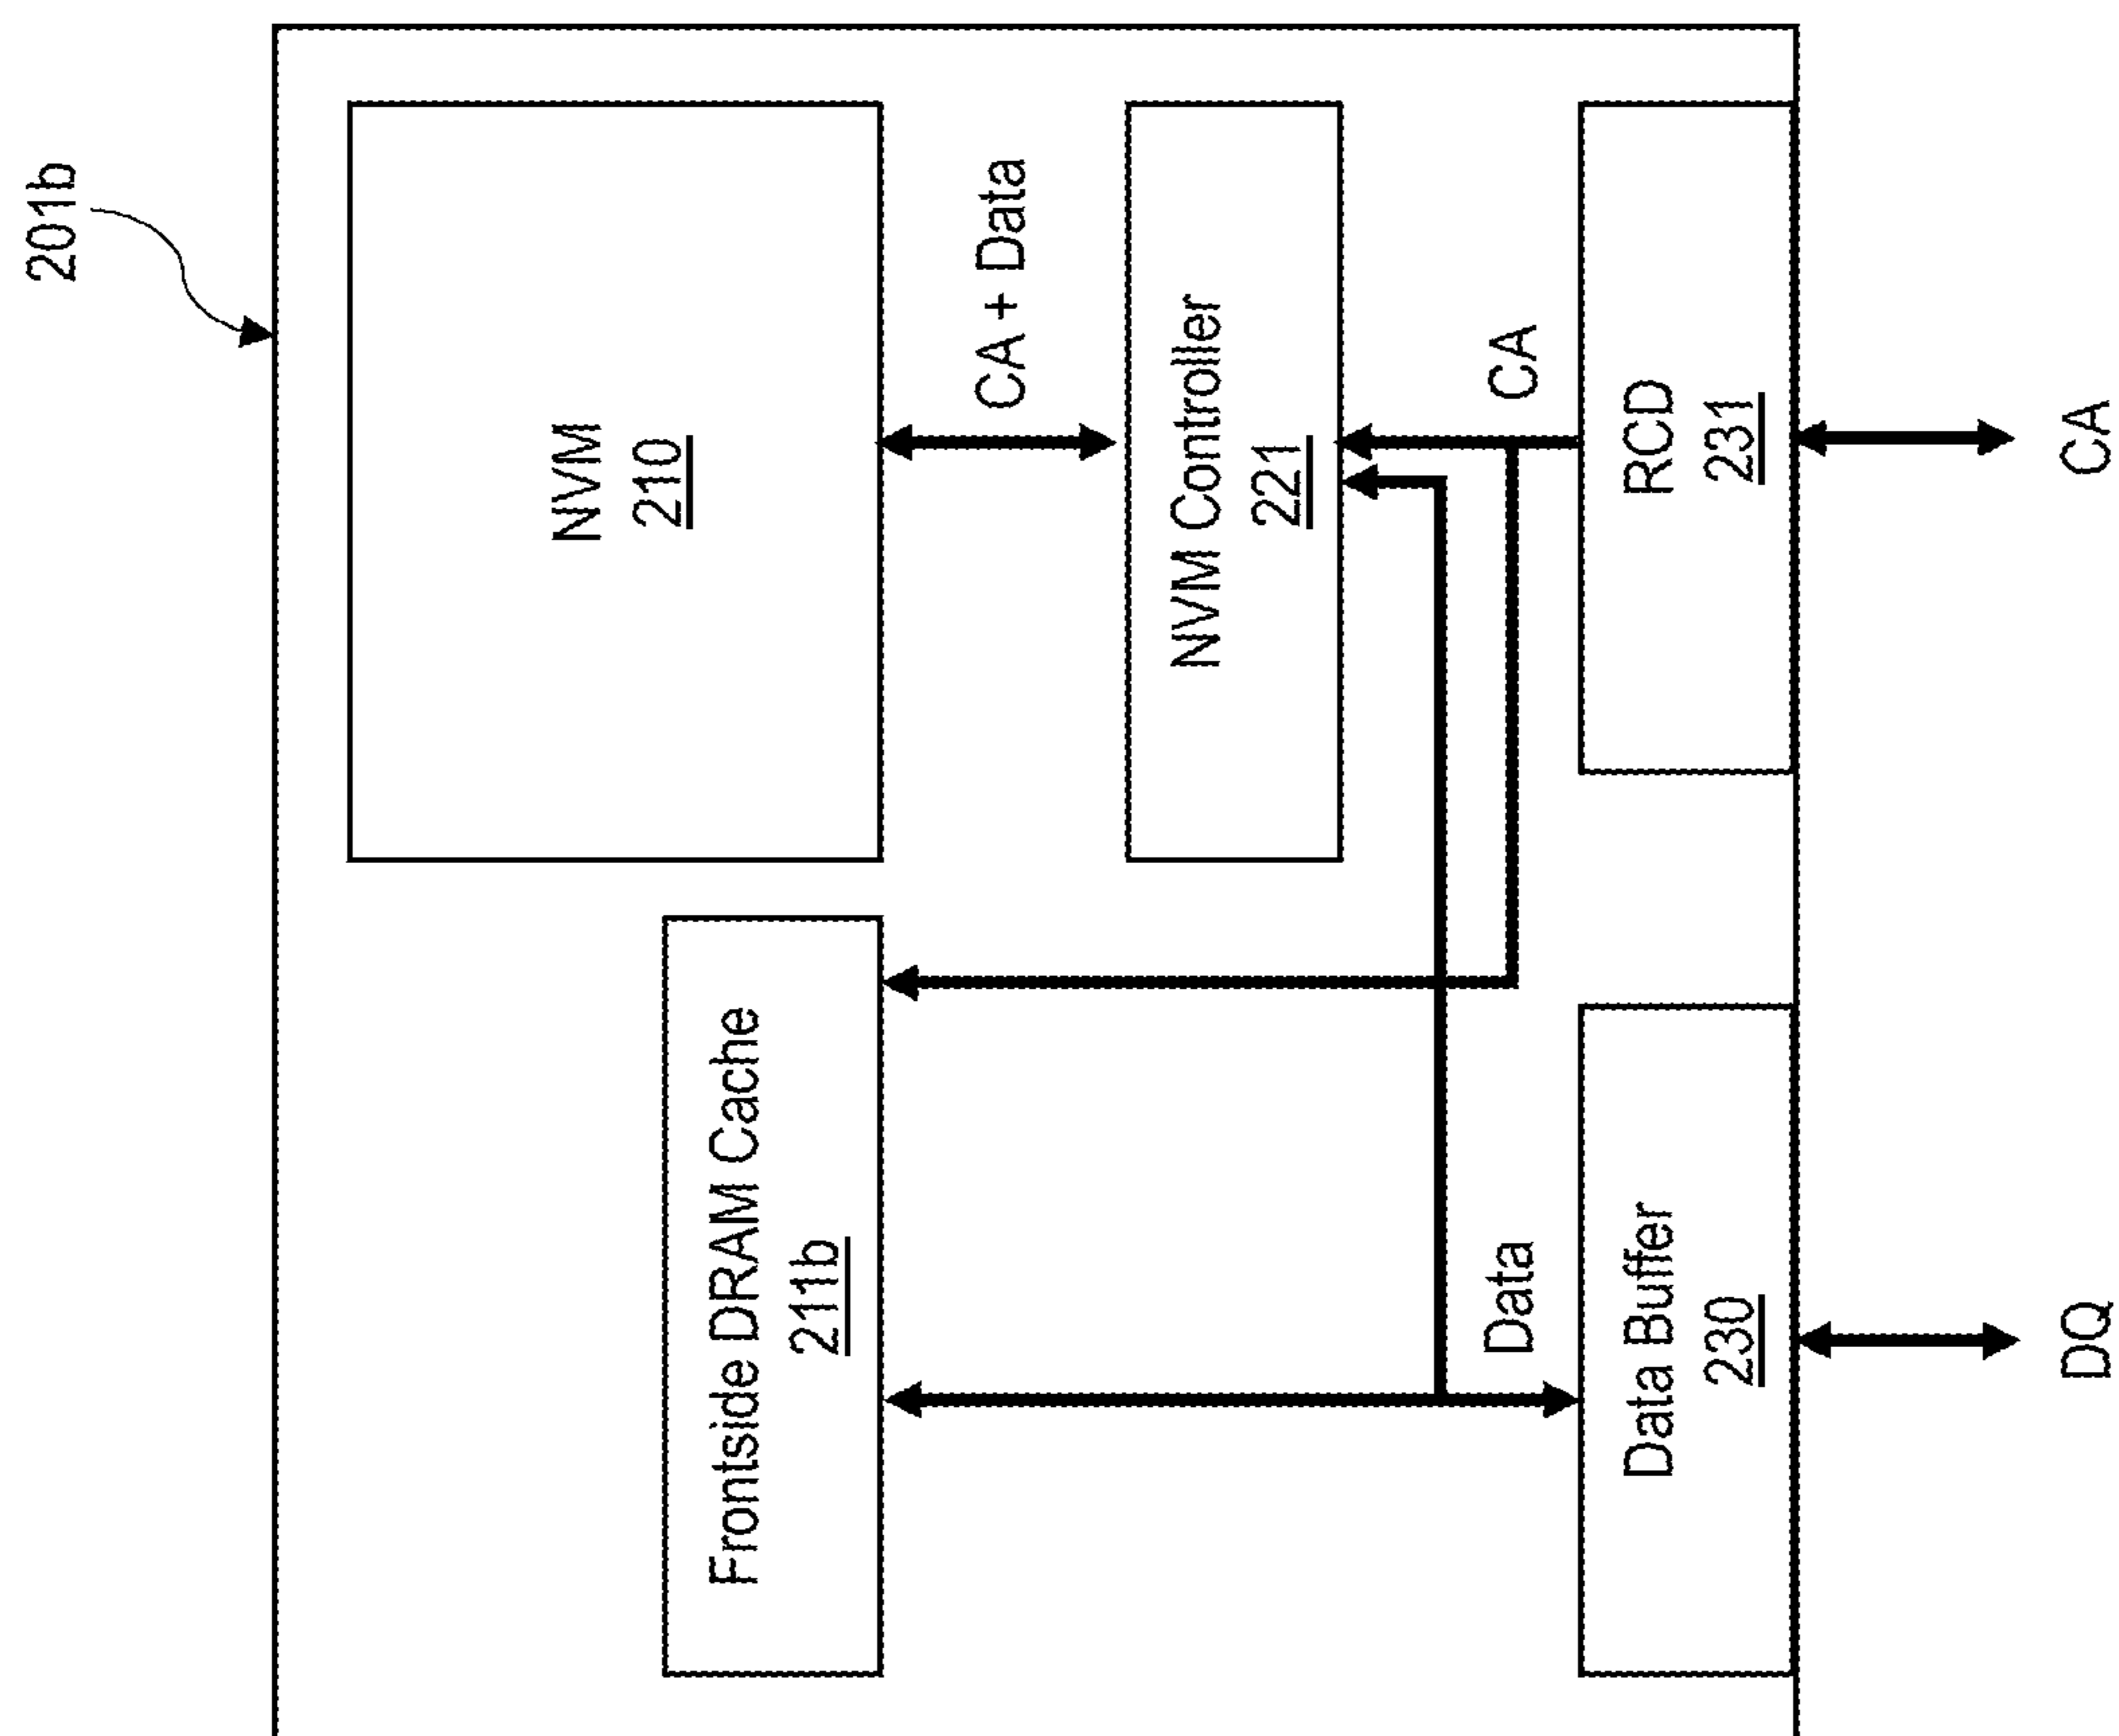 201b
NVM
210
CA + Data
NVM Controller
221
CA
RCD
231
CA
Frontside DRAM Cache
211b
Data
Data Buffer
230
DQ